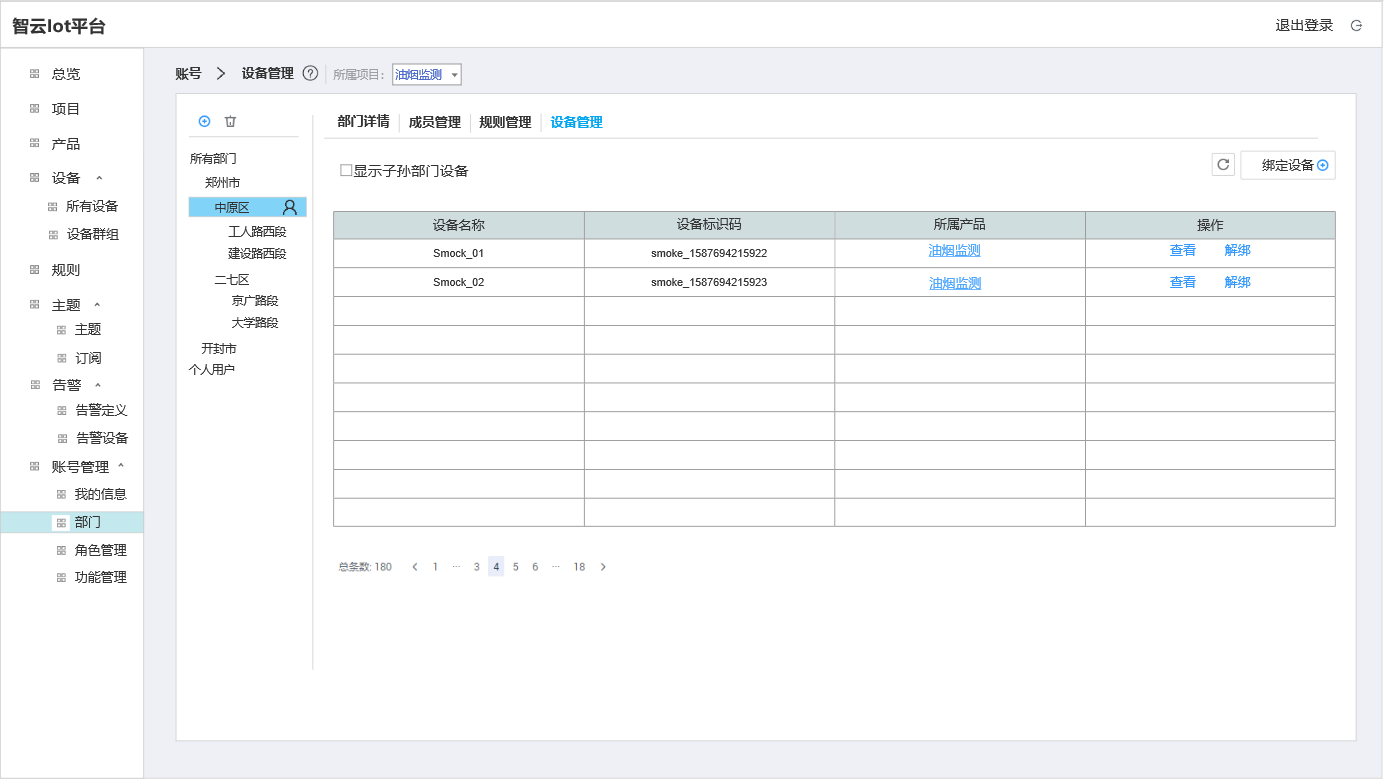 智云Iot平台
退出登录
总览
项目
产品
设备
所有设备
设备群组
规则
主题
主题
订阅
告警
告警定义
告警设备
账号管理
我的信息
部门
角色管理
功能管理
账号 > 设备管理 ? 所属项目: 油烟监测
所有部门
郑州市
中原区
工人路西段
建设路西段
二七区
京广路段
大学路段
开封市
个人用户
部门详情 成员管理 规则管理 设备管理
显示子孙部门设备
绑定设备
设备名称 设备标识码 所属产品 操作
Smock_01 smoke_1587694215922 油烟监测 查看 解绑
Smock_02 smoke_1587694215923 油烟监测 查看 解绑
总条数: 180 < 1 ··· 3 4 5 6 ··· 18 >